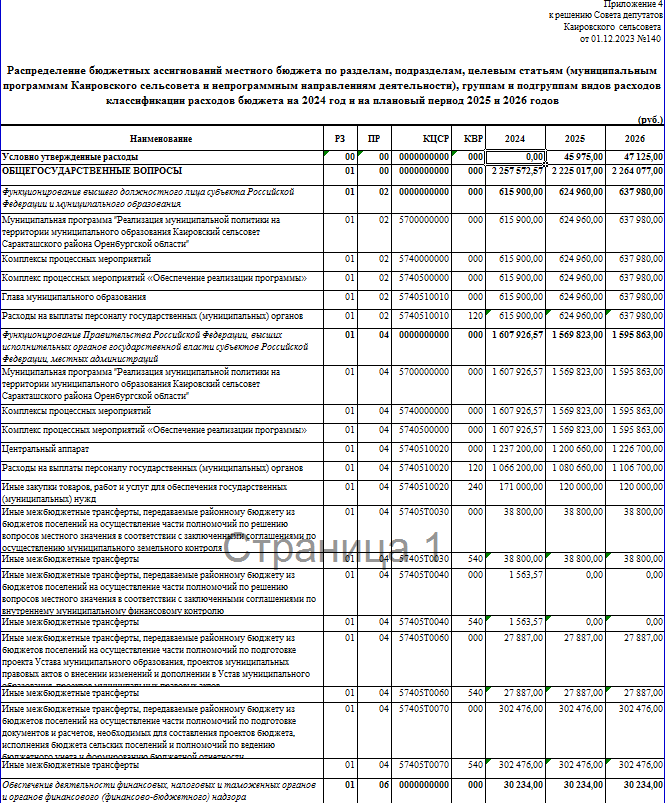 Приложение 4
к решению Совета депутатов
Каировского сельсовета
от 01.12.2023 №140
Распределение бюджетных ассигнований местного бюджета по разделам, подразделам, целевым статьям (муниципальным
программам Каировского сельсовета и непрограммным направлениям деятельности), группам и подгруппам видов расходов
классификации расходов бюджета на 2024 год и на плановый период 2025 и 2026 годов
(руб.)
Наименование РЗ ПР КЦСР КВР 2024 2025 2026
Условно утвержденные расходы 00 00 0000000000 000 0,00 45 975,00 47 125,00
ОБЩЕГОСУДАРСТВЕННЫЕ ВОПРОСЫ 01 00 0000000000 000 2 257 572,57 2 225 017,00 2 264 077,00
Функционирование высшего должностного лица субъекта Российской 01 02 0000000000 000 615 900,00 624 960,00 637 980,00
Федерации и муниципального образования
Муниципальная программа "Реализация муниципальной политики на 01 02 5700000000 000 615 900,00 624 960,00 637 980,00
территории муниципального образования Каировский сельсовет
Саракташского района Оренбургской области"
Комплексы процессных мероприятий 01 02 5740000000 000 615 900,00 624 960,00 637 980,00
Комплекс процессных мероприятий «Обеспечение реализации программы» 01 02 5740500000 000 615 900,00 624 960,00 637 980,00
Глава муниципального образования 01 02 5740510010 000 615 900,00 624 960,00 637 980,00
Расходы на выплаты персоналу государственных (муниципальных) органов 01 02 5740510010 120 615 900,00 624 960,00 637 980,00
Функционирование Правительства Российской Федерации, высших 01 04 0000000000 000 1 607 926,57 1 569 823,00 1 595 863,00
исполнительных органов государственной власти субъектов Российской
Федерации, местных администраций
Муниципальная программа "Реализация муниципальной политики на 01 04 5700000000 000 1 607 926,57 1 569 823,00 1 595 863,00
территории муниципального образования Каировский сельсовет
Саракташского района Оренбургской области"
Комплексы процессных мероприятий 01 04 5740000000 000 1 607 926,57 1 569 823,00 1 595 863,00
Комплекс процессных мероприятий «Обеспечение реализации программы» 01 04 5740500000 000 1 607 926,57 1 569 823,00 1 595 863,00
Центральный аппарат 01 04 5740510020 000 1 237 200,00 1 200 660,00 1 226 700,00
Расходы на выплаты персоналу государственных (муниципальных) органов 01 04 5740510020 120 1 066 200,00 1 080 660,00 1 106 700,00
Иные закупки товаров, работ и услуг для обеспечения государственных 01 04 5740510020 240 171 000,00 120 000,00 120 000,00
(муниципальных) нужд
Иные межбюджетные трансферты, передаваемые районному бюджету из 01 04 57405Т0030 000 38 800,00 38 800,00 38 800,00
бюджетов поселений на осуществление части полномочий по решению
вопросов местного значения в соответствии с заключенными соглашениями по
осуществлению муниципального земельного контроля
Страница 1
Иные межбюджетные трансферты 01 04 57405Т0030 540 38 800,00 38 800,00 38 800,00
Иные межбюджетные трансферты, передаваемые районному бюджету из 01 04 57405Т0040 000 1 563,57 0,00 0,00
бюджетов поселений на осуществление части полномочий по решению
вопросов местного значения в соответствии с заключенными соглашениями по
внутреннему муниципальному финансовому контролю
Иные межбюджетные трансферты 01 04 57405Т0040 540 1 563,57 0,00 0,00
Иные межбюджетные трансферты, передаваемые районному бюджету из 01 04 57405Т0060 000 27 887,00 27 887,00 27 887,00
бюджетов поселений на осуществление части полномочий по подготовке
проекта Устава муниципального образования, проектов муниципальных
правовых актов о внесении изменений и дополнений в Устав муниципального
образования, проектов муниципальных правовых актов
Иные межбюджетные трансферты 01 04 57405Т0060 540 27 887,00 27 887,00 27 887,00
Иные межбюджетные трансферты, передаваемые районному бюджету из 01 04 57405Т0070 000 302 476,00 302 476,00 302 476,00
бюджетов поселений на осуществление части полномочий по подготовке
документов и расчетов, необходимых для составления проектов бюджета,
исполнения бюджета сельских поселений и полномочий по ведению
бюджетного учета и формированию бюджетной отчетности
Иные межбюджетные трансферты 01 04 57405Т0070 540 302 476,00 302 476,00 302 476,00
Обеспечение деятельности финансовых, налоговых и таможенных органов 01 06 0000000000 000 30 234,00 30 234,00 30 234,00
и органов финансового (финансово-бюджетного) надзора